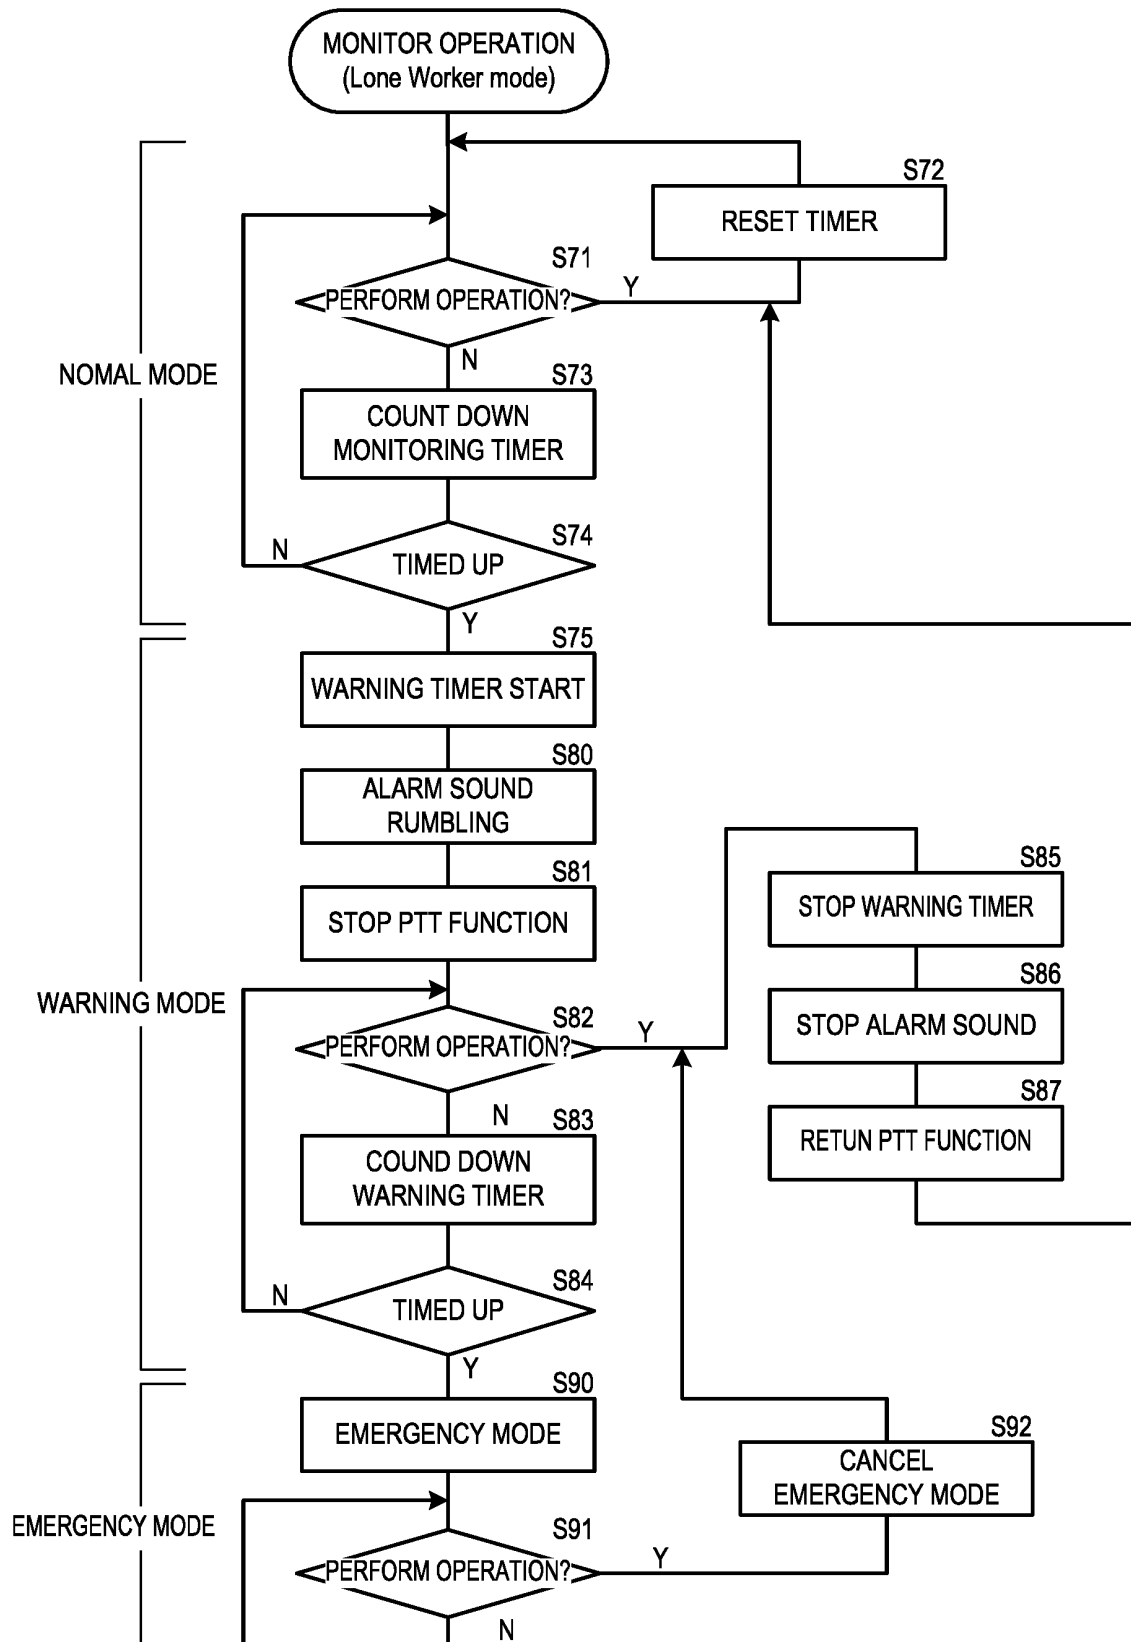 MONITOR OPERATION
(Lone Worker mode)
S72
RESET TIMER
S71
PERFORM OPERATION?
Y
N
NOMAL MODE
S73
COUNT DOWN
MONITORING TIMER
S74
N
TIMED UP
Y
S75
WARNING TIMER START
S80
ALARM SOUND
RUMBLING
S81
STOP PTT FUNCTION
S85
STOP WARNING TIMER
S86
STOP ALARM SOUND
S87
RETUN PTT FUNCTION
WARNING MODE
S82
PERFORM OPERATION?
Y
N
S83
COUND DOWN
WARNING TIMER
S84
N
TIMED UP
Y
S90
EMERGENCY MODE
S92
CANCEL
EMERGENCY MODE
EMERGENCY MODE
S91
PERFORM OPERATION?
Y
N